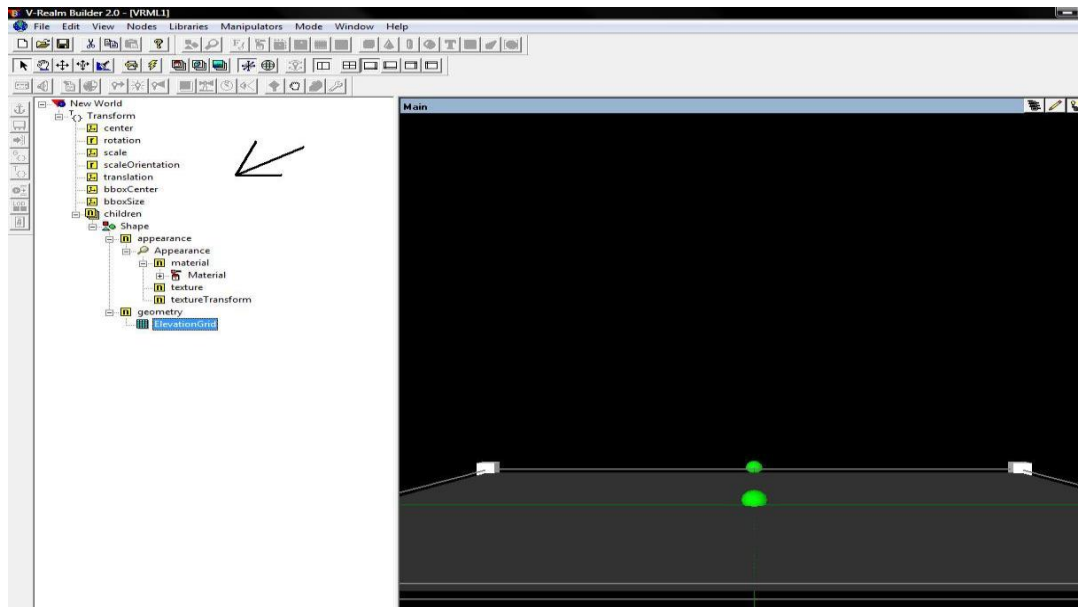 V-Realm Builder 2.0 - [VRML1]
File Edit View Nodes Libraries Manipulators Mode Window Help
New World
Transform
center
rotation
scale
scaleOrientation
translation
bboxCenter
bboxSize
children
Shape
appearance
Appearance
material
Material
texture
textureTransform
geometry
ElevationGrid
Main